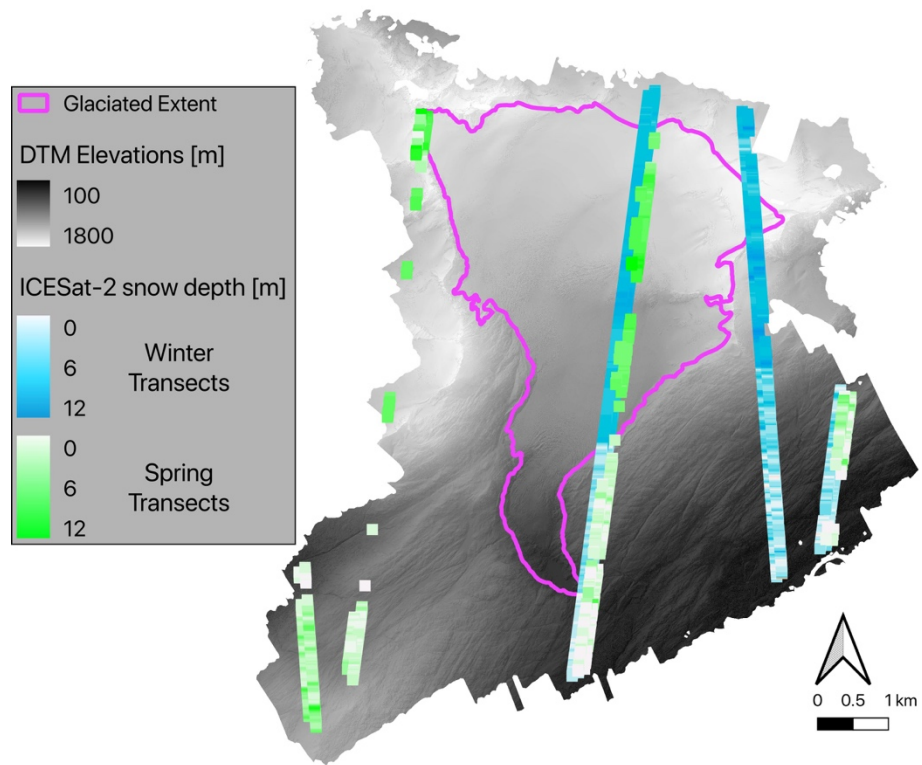 Glaciated Extent
DTM Elevations [m]
100
1800
ICESat-2 snow depth [m]
0
6
12
Winter
Transects
0
6
12
Spring
Transects
0 0.5 1 km